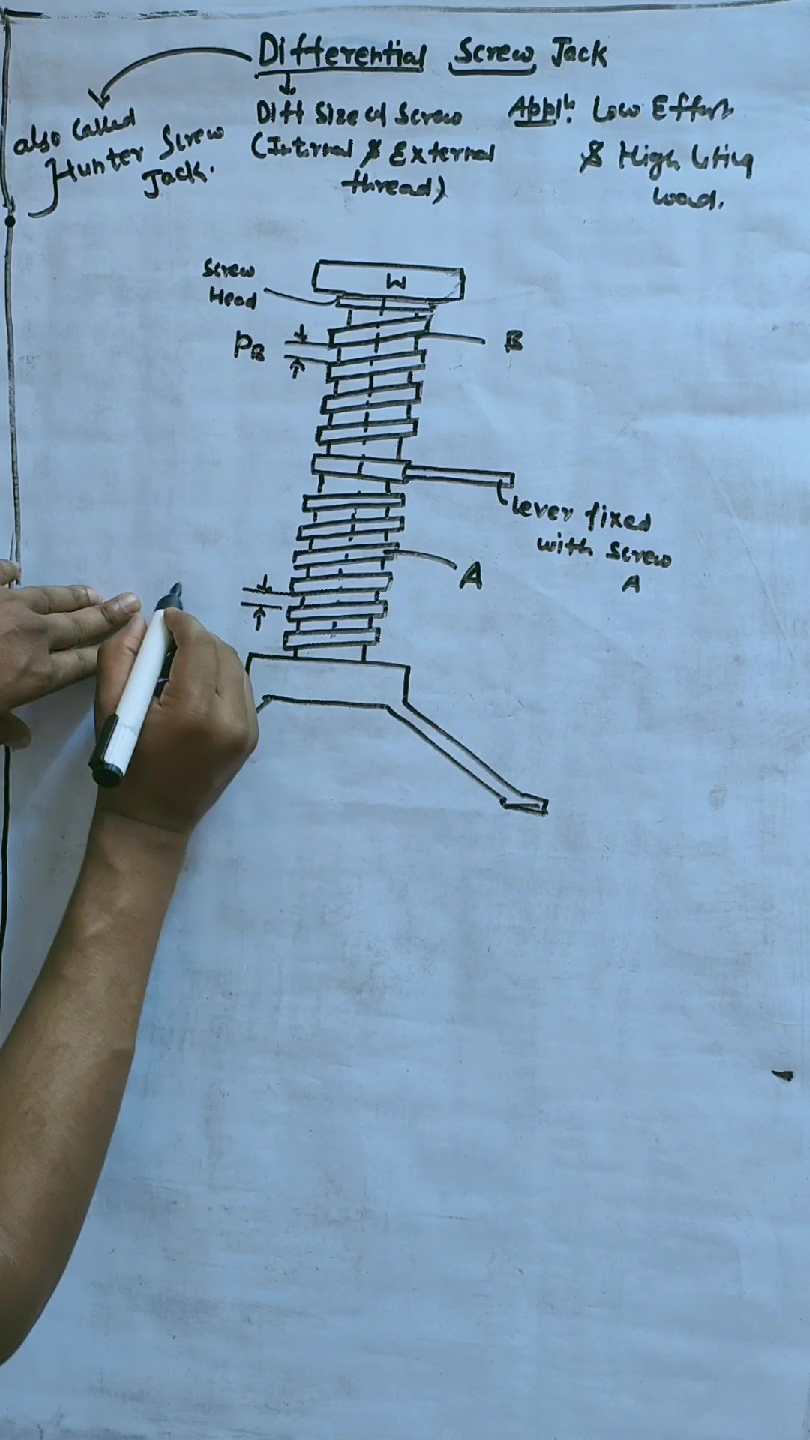 Differential Screw Jack
also called
Hunter Screw
Jack.
Diff Size of Screw
(Internal & External
thread)
Appln: Low Effort
& High lifting
Load.
Screw
Head
W
PB
B
lever fixed
with screw
A
A